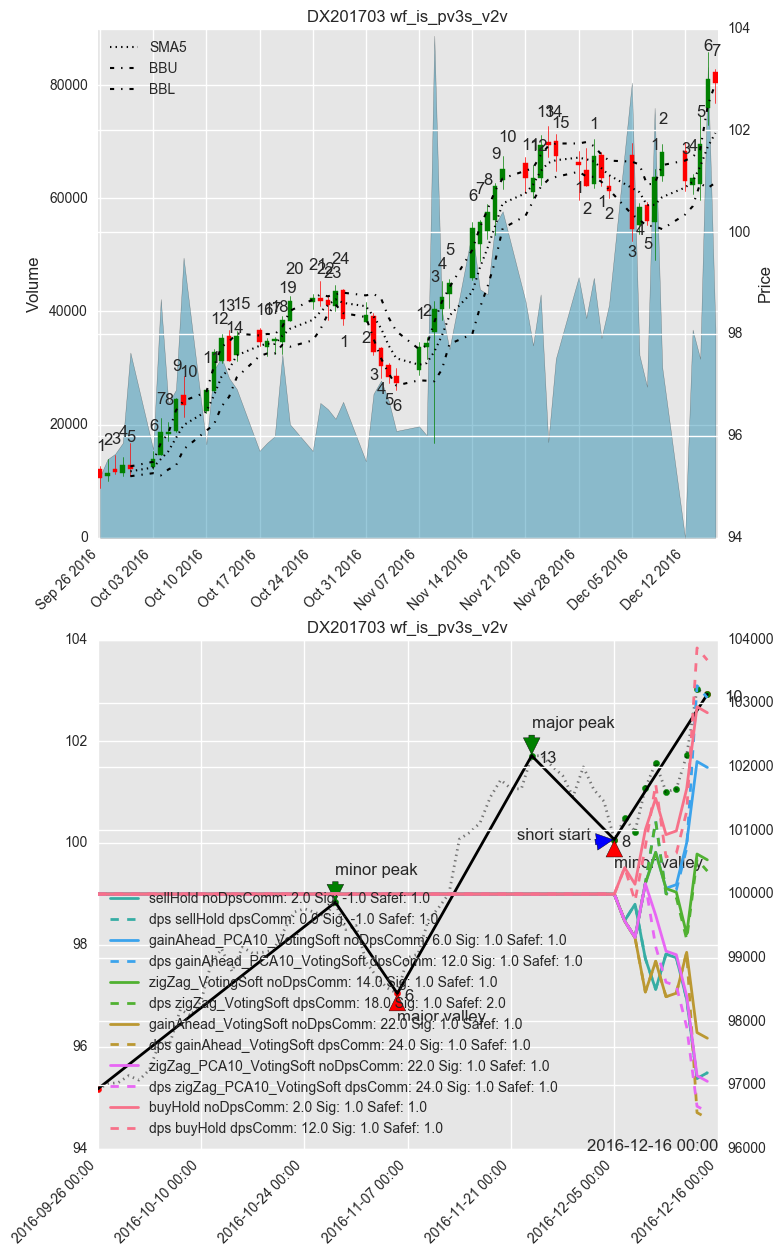 DX201703 wf_is_pv3s_v2v
SMA5
BBU
BBL
Volume
80000
60000
40000
20000
0
Price
104
102
100
98
96
94
Sep 26 2016
Oct 03 2016
Oct 10 2016
Oct 17 2016
Oct 24 2016
Oct 31 2016
Nov 07 2016
Nov 14 2016
Nov 21 2016
Nov 28 2016
Dec 05 2016
Dec 12 2016
DX201703 wf_is_pv3s_v2v
104
102
100
98
96
94
104000
103000
102000
101000
100000
99000
98000
97000
96000
major peak
13
10
short start
8
minor valley
minor peak
6
major valley
sellHold noDpsComm: 2.0 Sig: -1.0 Safef: 1.0
dps sellHold dpsComm: 0.0 Sig: -1.0 Safef: 1.0
gainAhead_PCA10_VotingSoft noDpsComm: 6.0 Sig: 1.0 Safef: 1.0
dps gainAhead_PCA10_VotingSoft dpsComm: 12.0 Sig: 1.0 Safef: 1.0
zigZag_VotingSoft noDpsComm: 14.0 Sig: 1.0 Safef: 1.0
dps zigZag_VotingSoft dpsComm: 18.0 Sig: 1.0 Safef: 2.0
gainAhead_VotingSoft noDpsComm: 22.0 Sig: 1.0 Safef: 1.0
dps gainAhead_VotingSoft dpsComm: 24.0 Sig: 1.0 Safef: 1.0
zigZag_PCA10_VotingSoft noDpsComm: 22.0 Sig: 1.0 Safef: 1.0
dps zigZag_PCA10_VotingSoft dpsComm: 24.0 Sig: 1.0 Safef: 1.0
buyHold noDpsComm: 2.0 Sig: 1.0 Safef: 1.0
dps buyHold dpsComm: 12.0 Sig: 1.0 Safef: 1.0
2016-12-16 00:00
2016-09-26 00:00
2016-10-10 00:00
2016-10-24 00:00
2016-11-07 00:00
2016-11-21 00:00
2016-12-05 00:00
2016-12-16 00:00